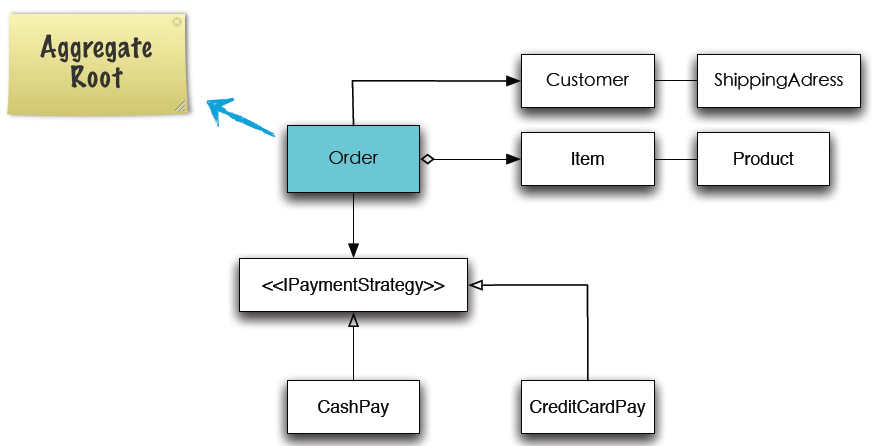 Aggregate
Root
Customer
ShippingAdress
Order
Item
Product
<<IPaymentStrategy>>
CashPay
CreditCardPay